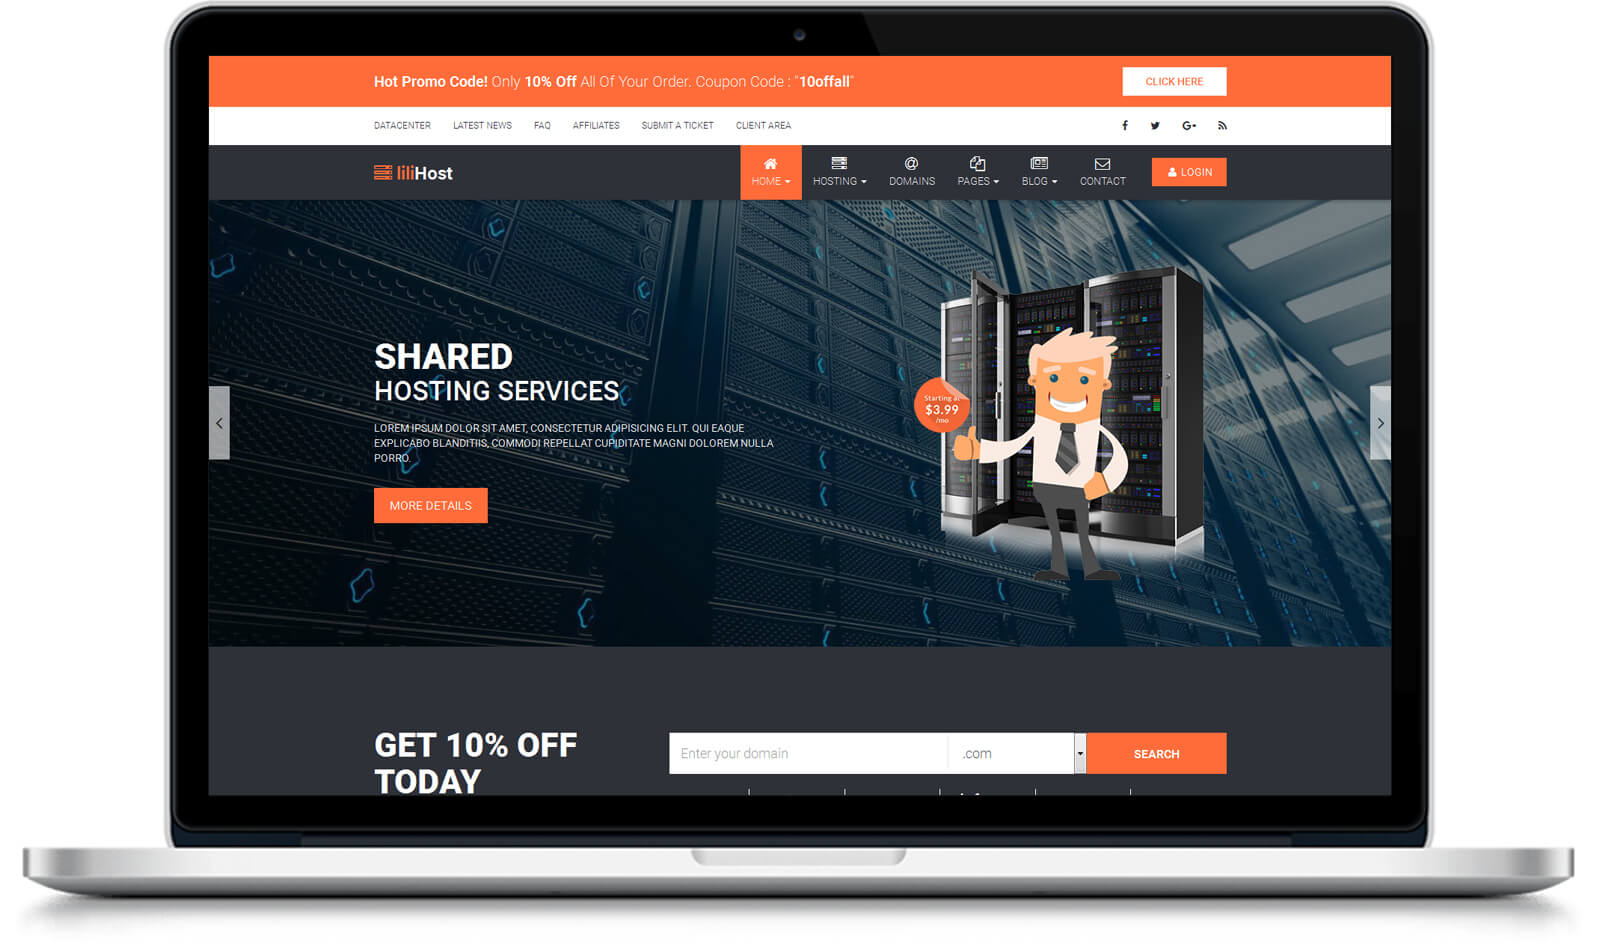 Hot Promo Code! Only 10% Off All Of Your Order. Coupon Code : "10offall"
CLICK HERE
DATACENTER LATEST NEWS FAQ AFFILIATES SUBMIT A TICKET CLIENT AREA
liliHost
HOME HOSTING DOMAINS PAGES BLOG CONTACT
LOGIN
SHARED
HOSTING SERVICES
LOREM IPSUM DOLOR SIT AMET, CONSECTETUR ADIPISICING ELIT. QUI EAQUE
EXPLICABO BLANDITIIS, COMMODI REPELLAT CUPIDITATE MAGNI DOLOREM NULLA
PORRO.
MORE DETAILS
Starting at
$3.99
/mo
GET 10% OFF
TODAY
Enter your domain
.com
SEARCH